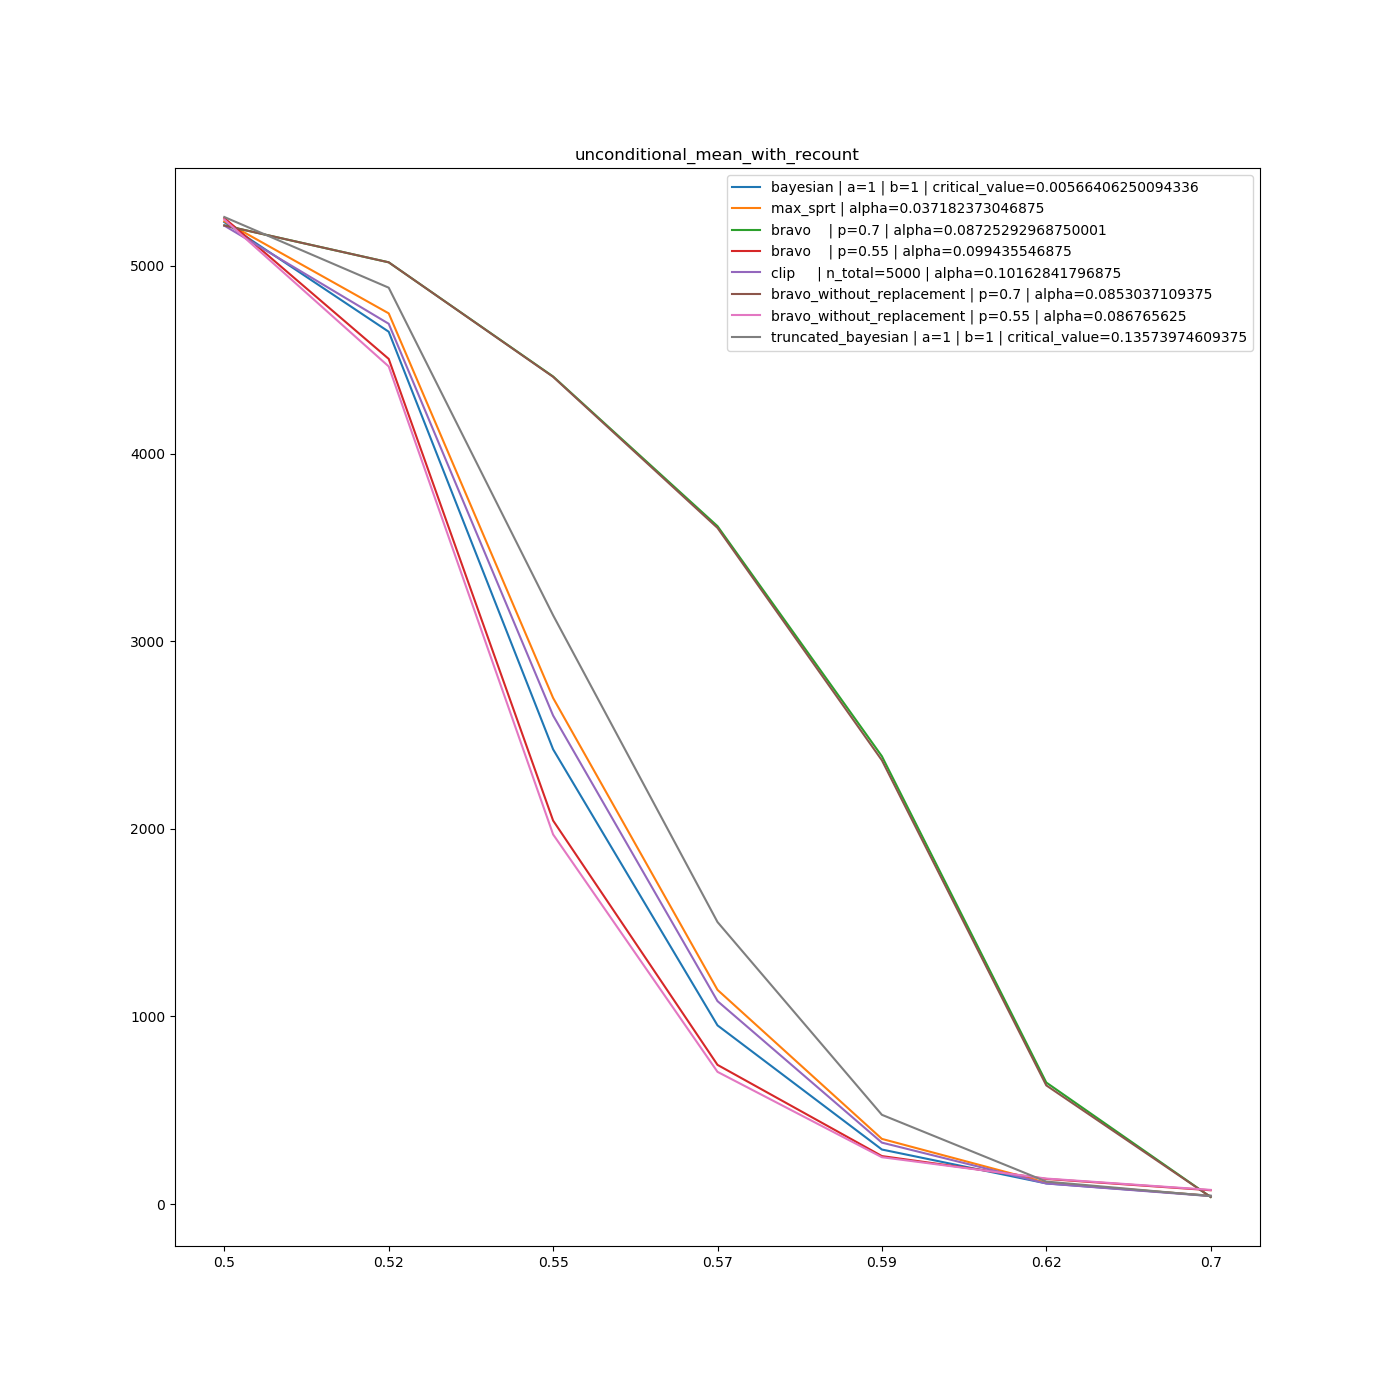 unconditional_mean_with_recount
bayesian | a=1 | b=1 | critical_value=0.00566406250094336
max_sprt | alpha=0.037182373046875
bravo | p=0.7 | alpha=0.08725292968750001
bravo | p=0.55 | alpha=0.099435546875
clip | n_total=5000 | alpha=0.10162841796875
bravo_without_replacement | p=0.7 | alpha=0.0853037109375
bravo_without_replacement | p=0.55 | alpha=0.086765625
truncated_bayesian | a=1 | b=1 | critical_value=0.13573974609375
5000
4000
3000
2000
1000
0
0.5 0.52 0.55 0.57 0.59 0.62 0.7